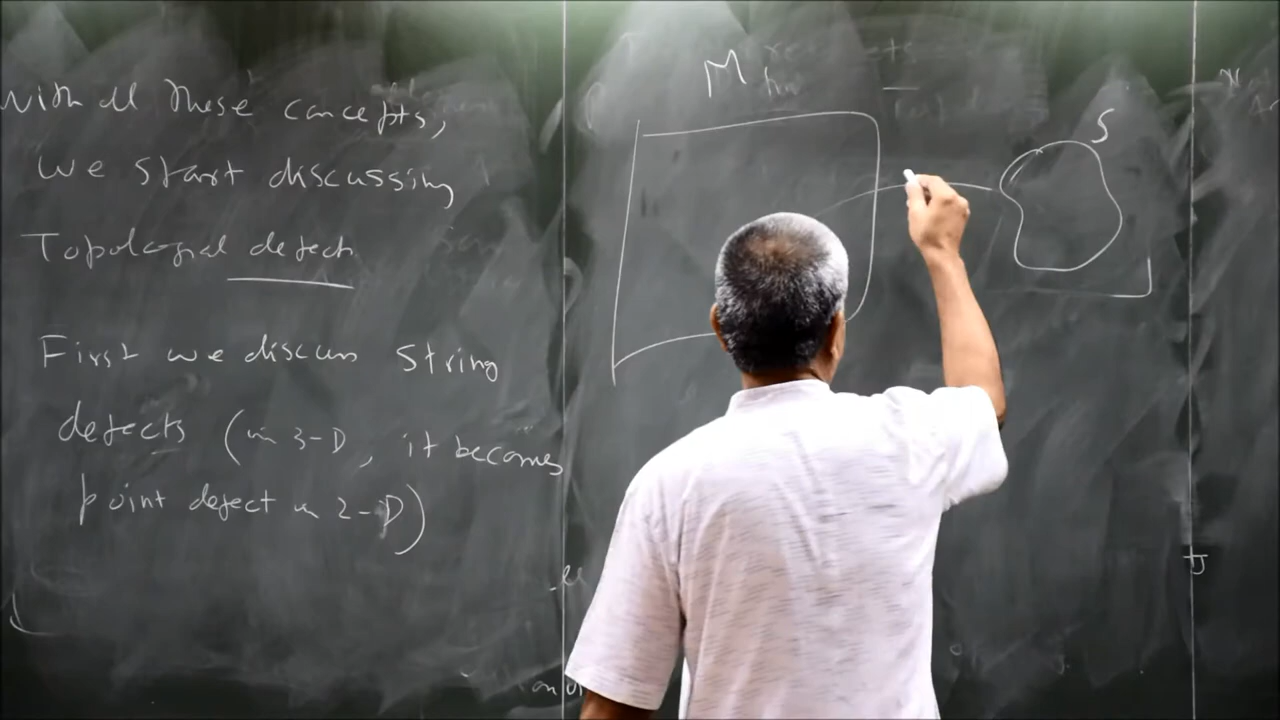 With all these concepts,
we start discussing
Topological defects
First we discuss string
defects (in 3-D, it becomes
point defect in 2-D)
M
S